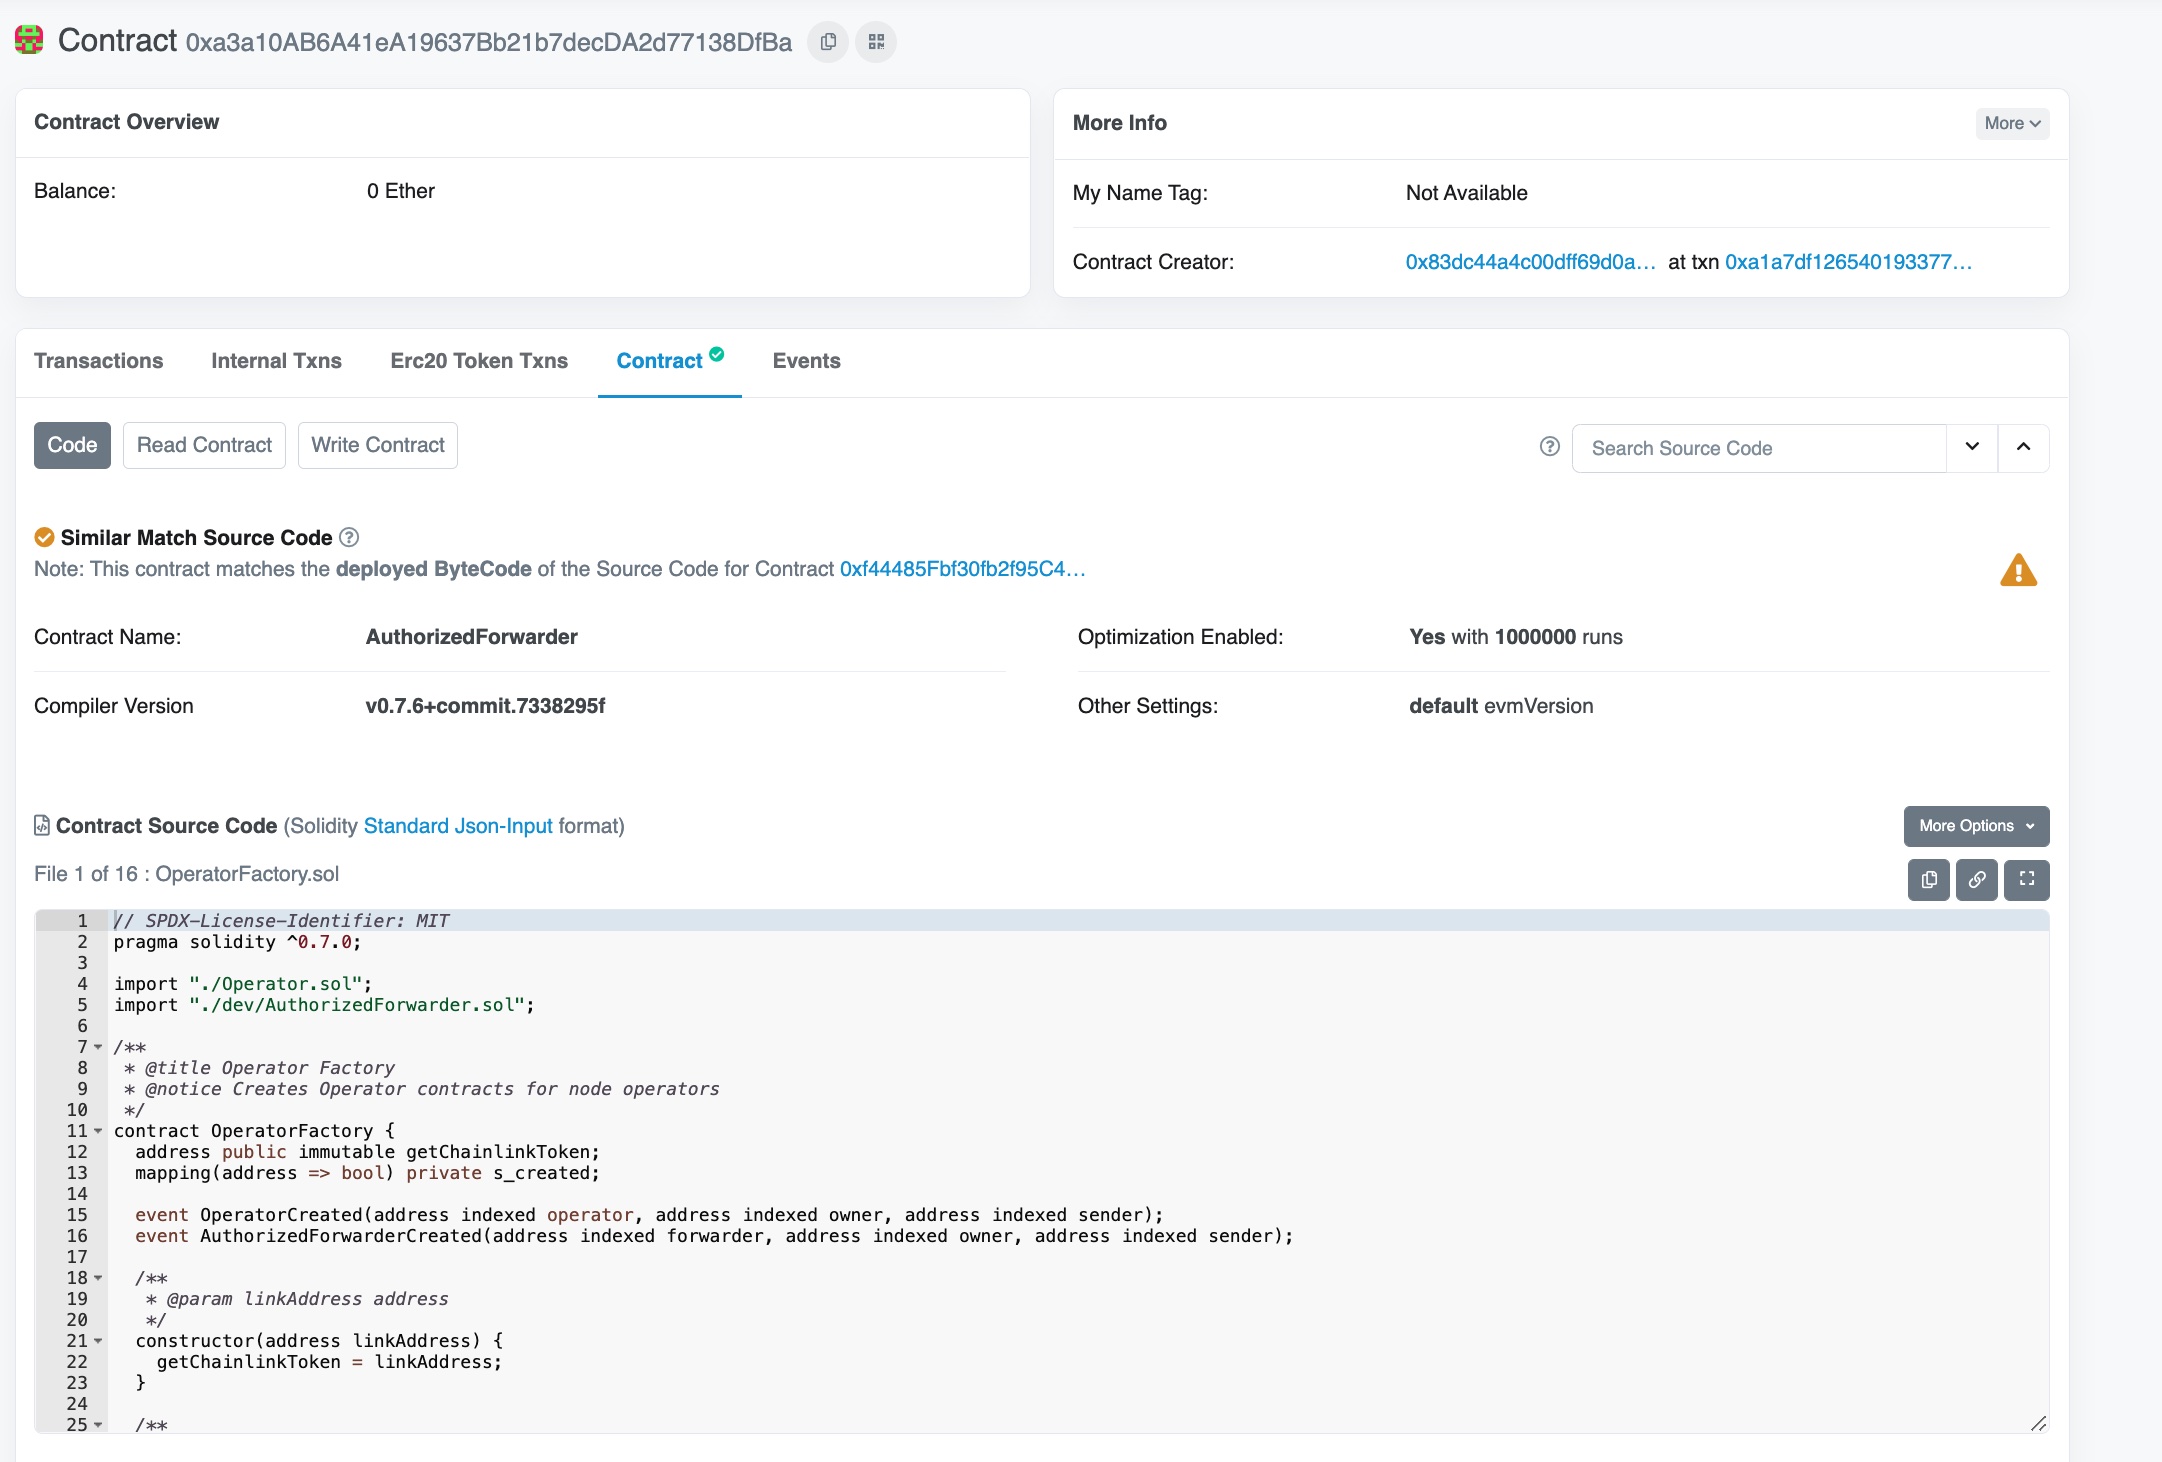 Contract 0xa3a10AB6A41eA19637Bb21b7decDA2d77138DfBa
Contract Overview
Balance: 0 Ether
More Info
More
My Name Tag: Not Available
Contract Creator: 0x83dc44a4c00dff69d0a... at txn 0xa1a7df126540193377...
Transactions Internal Txns Erc20 Token Txns Contract Events
Code Read Contract Write Contract
Search Source Code
Similar Match Source Code
Note: This contract matches the deployed ByteCode of the Source Code for Contract 0xf44485Fbf30fb2f95C4...
Contract Name: AuthorizedForwarder
Optimization Enabled: Yes with 1000000 runs
Compiler Version v0.7.6+commit.7338295f
Other Settings: default evmVersion
Contract Source Code (Solidity Standard Json-Input format)
More Options
File 1 of 16 : OperatorFactory.sol
1 // SPDX-License-Identifier: MIT
2 pragma solidity ^0.7.0;
3
4 import "./Operator.sol";
5 import "./dev/AuthorizedForwarder.sol";
6
7 /**
8 * @title Operator Factory
9 * @notice Creates Operator contracts for node operators
10 */
11 contract OperatorFactory {
12 address public immutable getChainlinkToken;
13 mapping(address => bool) private s_created;
14
15 event OperatorCreated(address indexed operator, address indexed owner, address indexed sender);
16 event AuthorizedForwarderCreated(address indexed forwarder, address indexed owner, address indexed sender);
17
18 /**
19 * @param linkAddress address
20 */
21 constructor(address linkAddress) {
22 getChainlinkToken = linkAddress;
23 }
24
25 /**